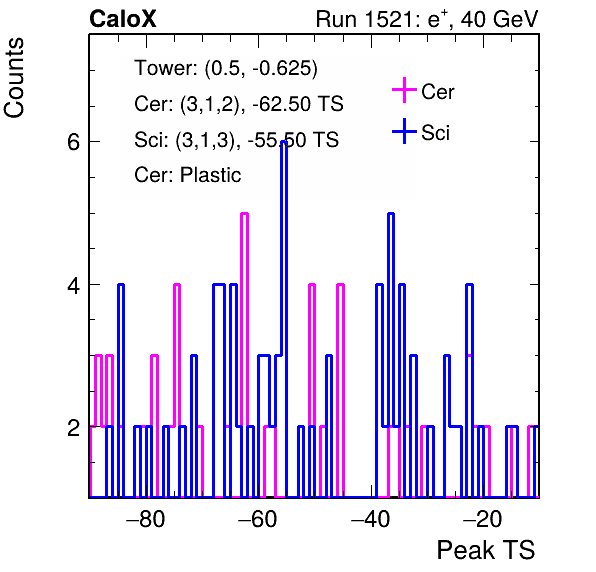 CaloX Run 1521: e⁺, 40 GeV
Counts
Tower: (0.5, -0.625)
Cer: (3,1,2), -62.50 TS
Sci: (3,1,3), -55.50 TS
Cer: Plastic
Cer
Sci
6
4
2
−80 −60 −40 −20
Peak TS